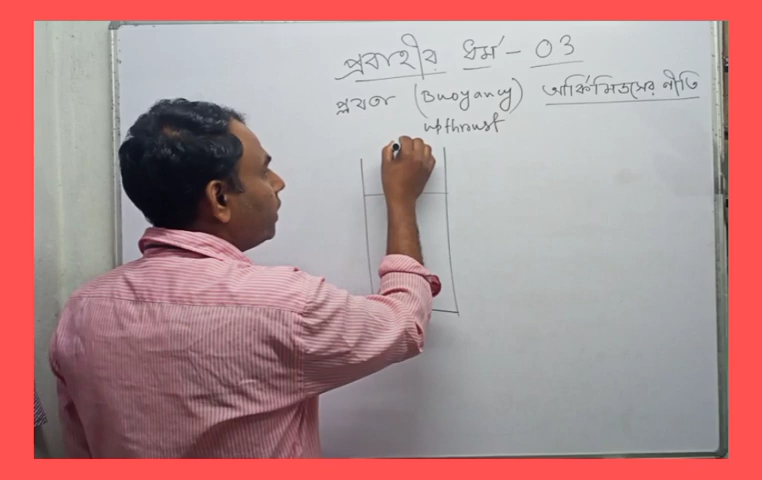 প্রবাহীর ধর্ম - 03
প্লবতা (Buoyancy) আর্কিমিডিসের নীতি
upthrust